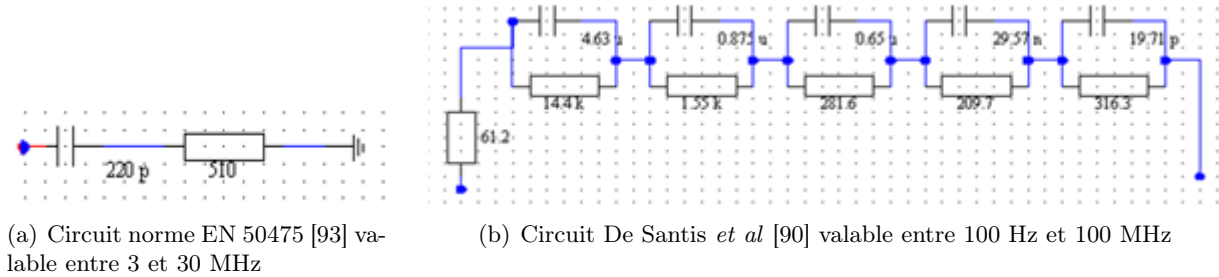 4.63 u
0.875 u
0.65 u
29.57 n
19.71 p
14.4 k
1.55 k
281.6
209.7
316.3
61.2
220 p
510
(a) Circuit norme EN 50475 [93] va-
lable entre 3 et 30 MHz
(b) Circuit De Santis et al [90] valable entre 100 Hz et 100 MHz